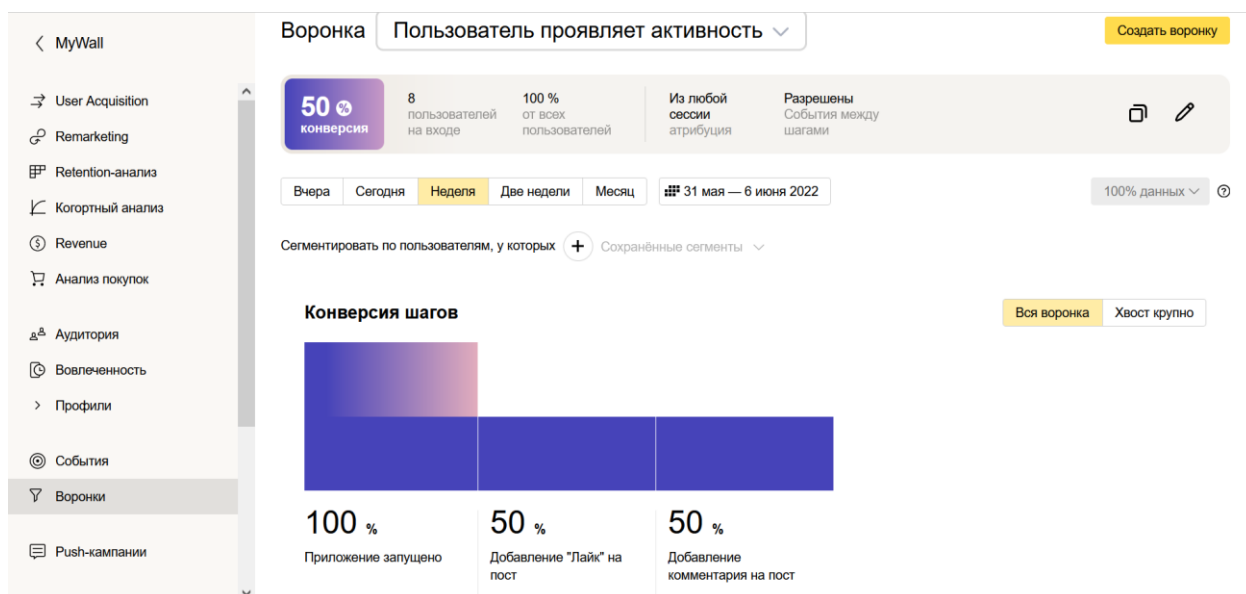 MyWall
User Acquisition
Remarketing
Retention-анализ
Когортный анализ
Revenue
Анализ покупок
Аудитория
Вовлеченность
Профили
События
Воронки
Push-кампании
Воронка Пользователь проявляет активность
Создать воронку
50 %
конверсия
8
пользователей
на входе
100 %
от всех
пользователей
Из любой
сессии
атрибуция
Разрешены
События между
шагами
Вчера Сегодня Неделя Две недели Месяц 31 мая — 6 июня 2022
100% данных
Сегментировать по пользователям, у которых + Сохранённые сегменты
Конверсия шагов
Вся воронка Хвост крупно
100 %
Приложение запущено
50 %
Добавление "Лайк" на
пост
50 %
Добавление
комментария на пост